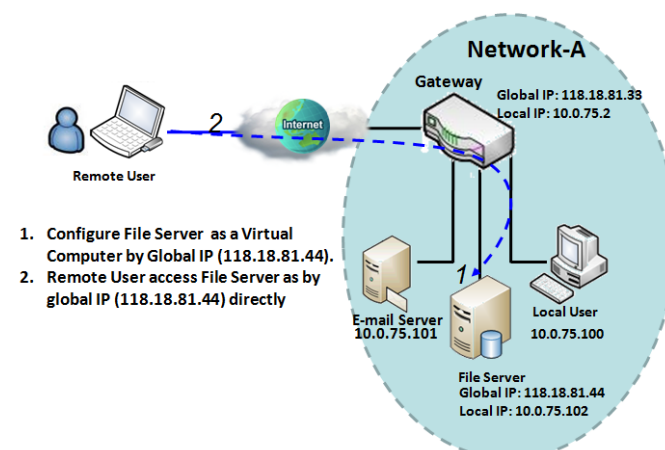 Network-A
Gateway
Global IP: 118.18.81.33
Local IP: 10.0.75.2
2
Internet
Remote User
1. Configure File Server as a Virtual
Computer by Global IP (118.18.81.44).
2. Remote User access File Server as by
global IP (118.18.81.44) directly
1
E-mail Server
10.0.75.101
Local User
10.0.75.100
File Server
Global IP: 118.18.81.44
Local IP: 10.0.75.102